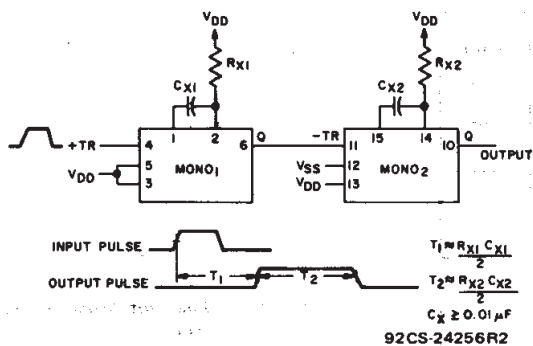 VDD VDD
RX1 RX2
CX1 CX2
1 2 15 14
+TR 4 6 Q -TR 11 10 Q
OUTPUT
VDD 5 MONO1 VSS 12 MONO2
3 VDD 13
INPUT PULSE
T1≈RX1 CX1
2
OUTPUT PULSE T1 T2
T2≈RX2 CX2
2
CX ≥ 0.01 μF
92CS-24256R2